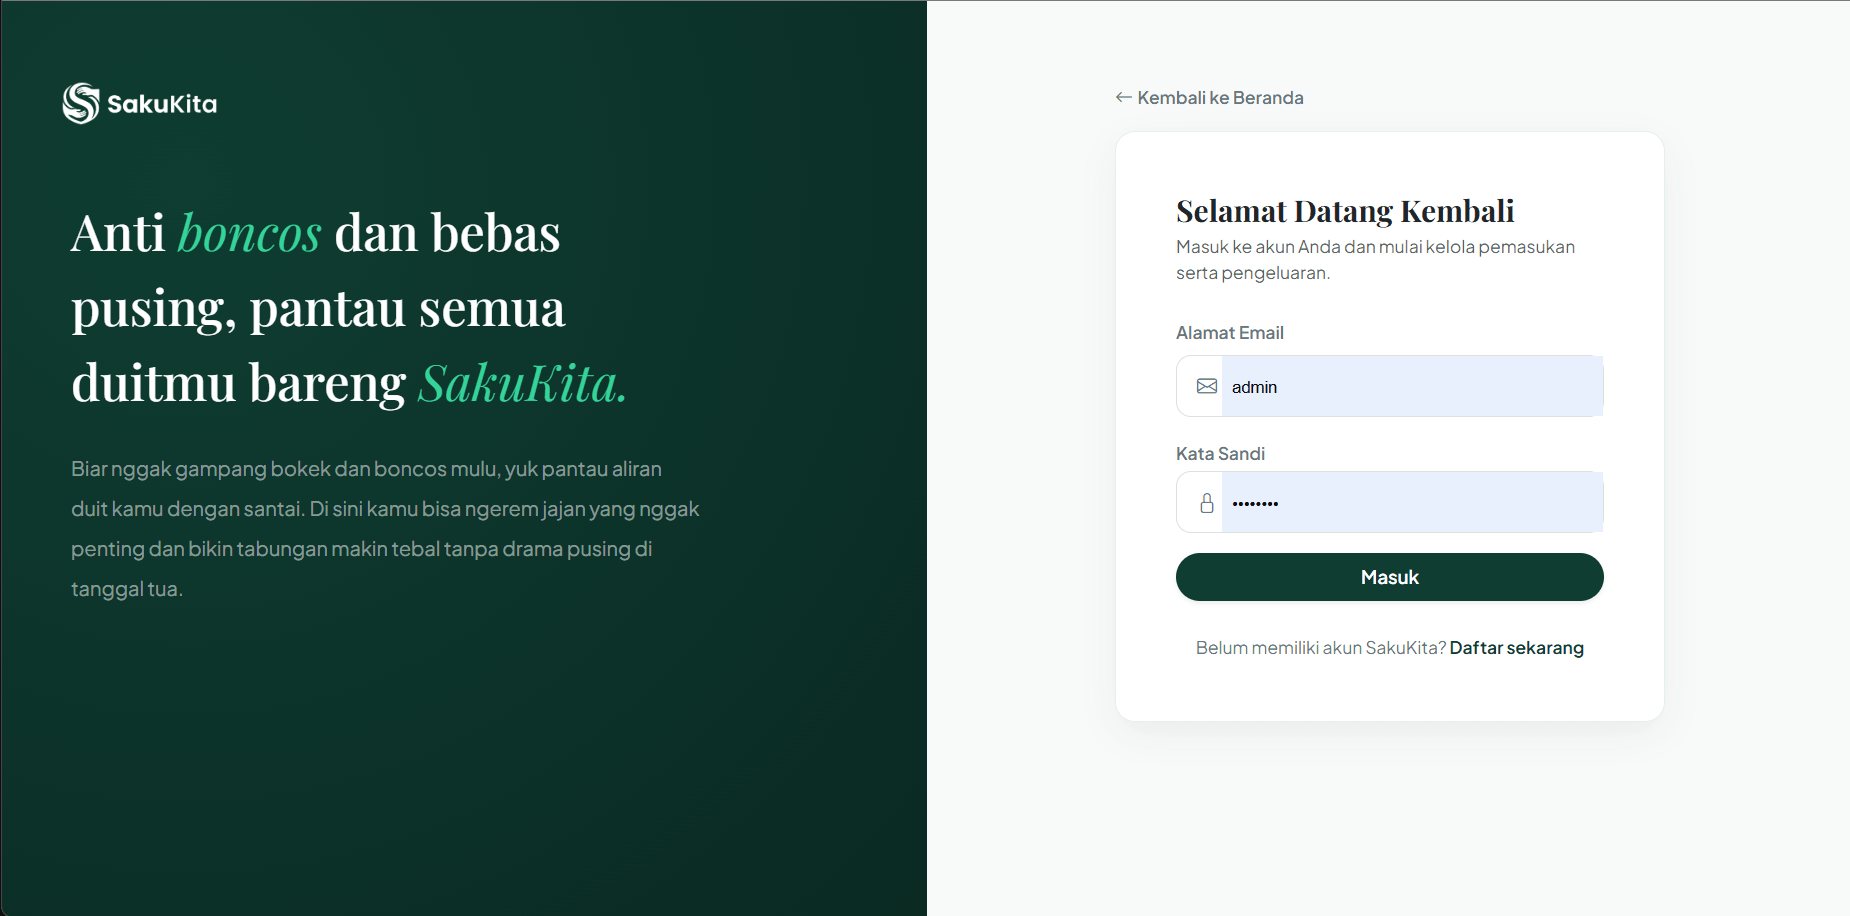 SakuKita
Anti boncos dan bebas
pusing, pantau semua
duitmu bareng SakuKita.
Biar nggak gampang bokek dan boncos mulu, yuk pantau aliran
duit kamu dengan santai. Di sini kamu bisa ngerem jajan yang nggak
penting dan bikin tabungan makin tebal tanpa drama pusing di
tanggal tua.
← Kembali ke Beranda
Selamat Datang Kembali
Masuk ke akun Anda dan mulai kelola pemasukan
serta pengeluaran.
Alamat Email
admin
Kata Sandi
••••••••
Masuk
Belum memiliki akun SakuKita? Daftar sekarang